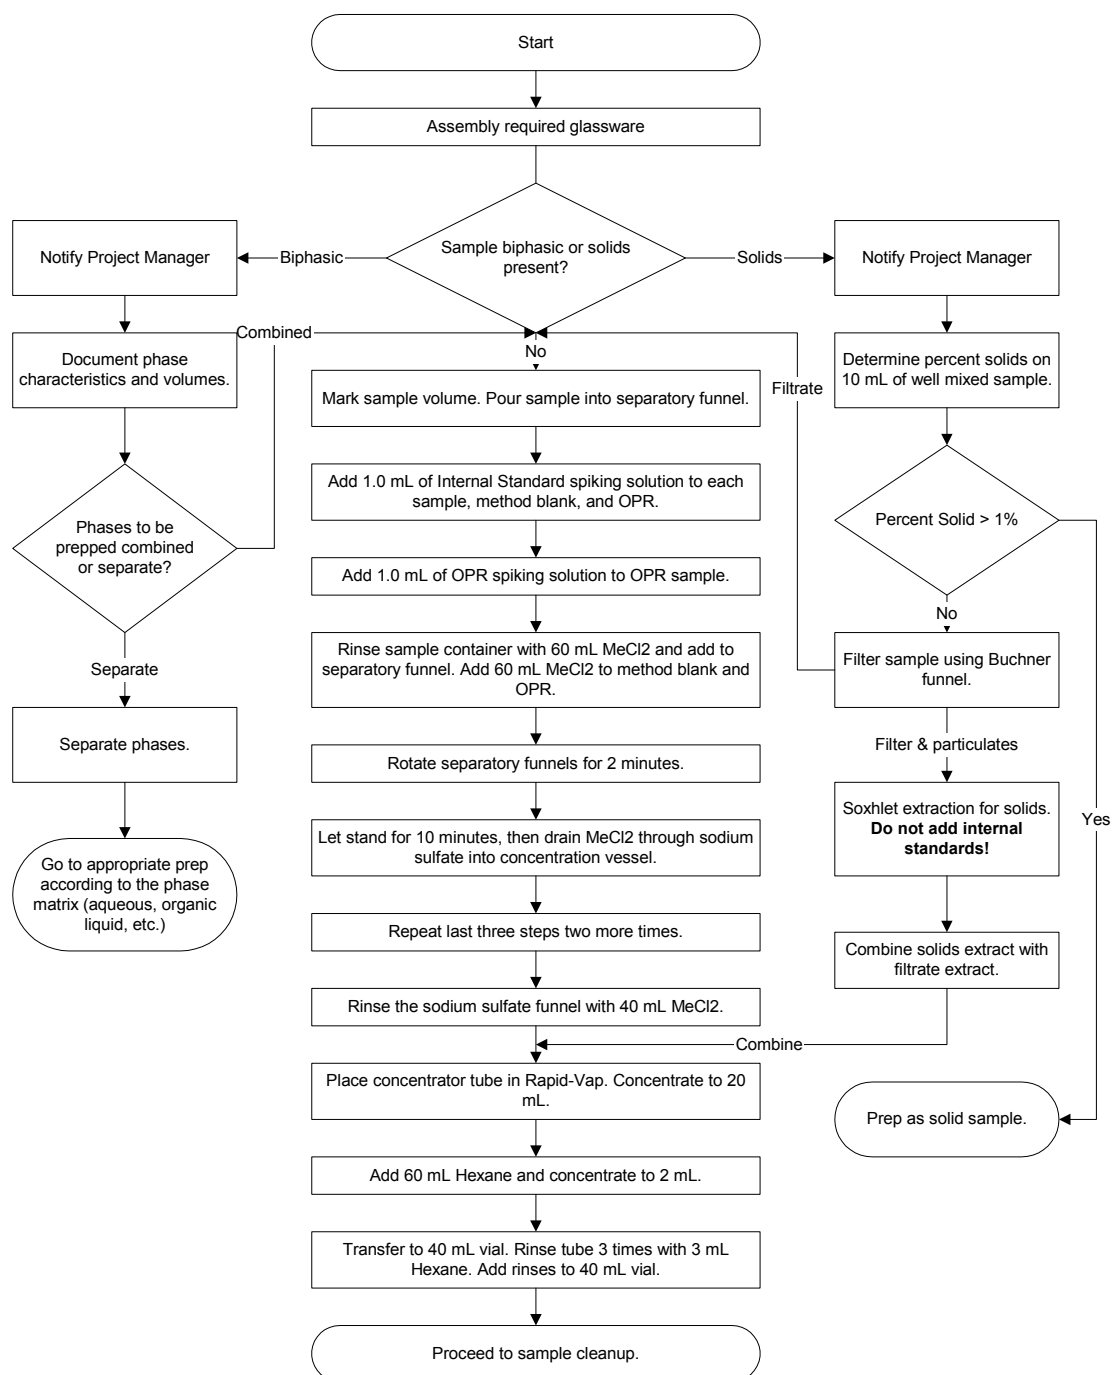 Start
Assembly required glassware
Sample biphasic or solids
present?
Biphasic
Solids
Notify Project Manager
Notify Project Manager
Document phase
characteristics and volumes.
Combined
Phases to be
prepped combined
or separate?
Separate
Separate phases.
Go to appropriate prep
according to the phase
matrix (aqueous, organic
liquid, etc.)
No
Mark sample volume. Pour sample into separatory funnel.
Add 1.0 mL of Internal Standard spiking solution to each
sample, method blank, and OPR.
Add 1.0 mL of OPR spiking solution to OPR sample.
Rinse sample container with 60 mL MeCl2 and add to
separatory funnel. Add 60 mL MeCl2 to method blank and
OPR.
Rotate separatory funnels for 2 minutes.
Let stand for 10 minutes, then drain MeCl2 through sodium
sulfate into concentration vessel.
Repeat last three steps two more times.
Rinse the sodium sulfate funnel with 40 mL MeCl2.
Combine
Place concentrator tube in Rapid-Vap. Concentrate to 20
mL.
Add 60 mL Hexane and concentrate to 2 mL.
Transfer to 40 mL vial. Rinse tube 3 times with 3 mL
Hexane. Add rinses to 40 mL vial.
Proceed to sample cleanup.
Determine percent solids on
10 mL of well mixed sample.
Filtrate
Percent Solid > 1%
No
Filter sample using Buchner
funnel.
Filter & particulates
Soxhlet extraction for solids.
Do not add internal
standards!
Yes
Combine solids extract with
filtrate extract.
Prep as solid sample.